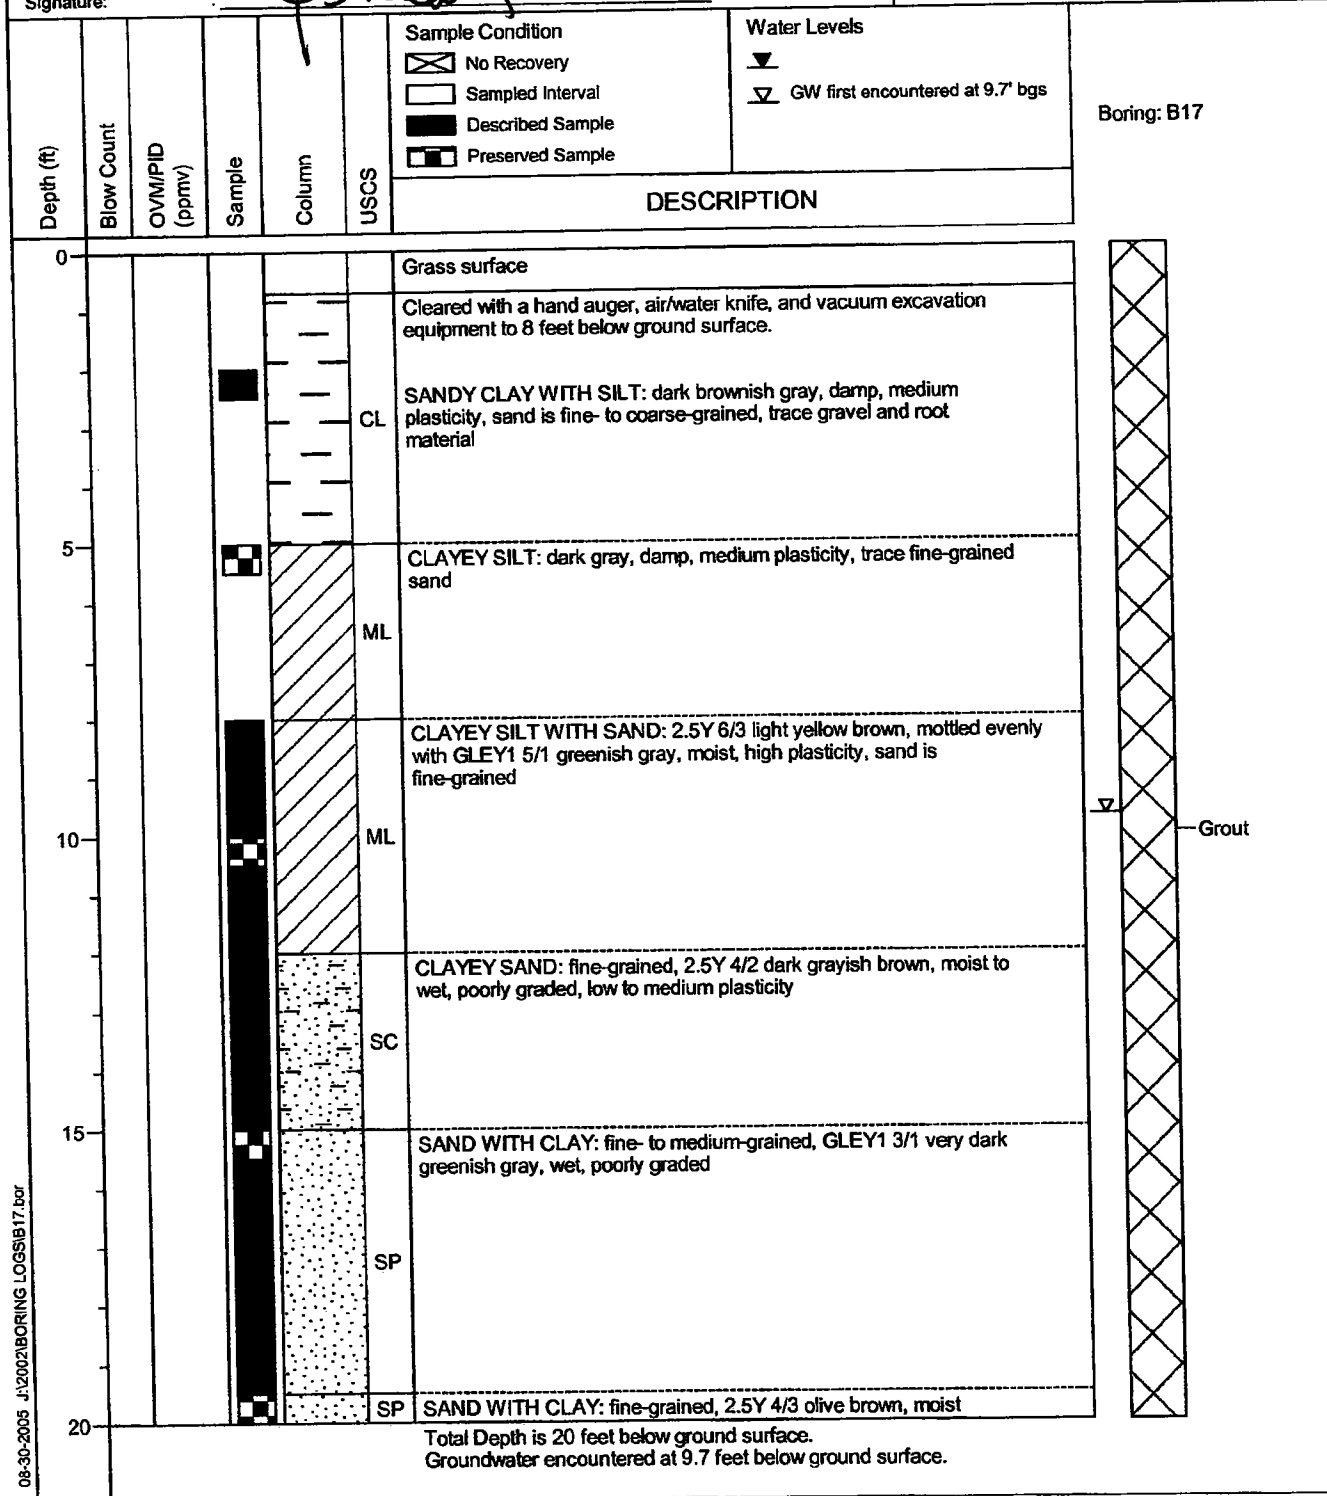 Signature:
Sample Condition
No Recovery
Sampled Interval
Described Sample
Preserved Sample
Water Levels
GW first encountered at 9.7' bgs
Boring: B17
Depth (ft)
Blow Count
OVM/PID
(ppmv)
Sample
Column
USCS
DESCRIPTION
0
Grass surface
Cleared with a hand auger, air/water knife, and vacuum excavation
equipment to 8 feet below ground surface.
SANDY CLAY WITH SILT: dark brownish gray, damp, medium
plasticity, sand is fine- to coarse-grained, trace gravel and root
material
CL
5
CLAYEY SILT: dark gray, damp, medium plasticity, trace fine-grained
sand
ML
CLAYEY SILT WITH SAND: 2.5Y 6/3 light yellow brown, mottled evenly
with GLEY1 5/1 greenish gray, moist, high plasticity, sand is
fine-grained
10
ML
Grout
CLAYEY SAND: fine-grained, 2.5Y 4/2 dark grayish brown, moist to
wet, poorly graded, low to medium plasticity
SC
15
SAND WITH CLAY: fine- to medium-grained, GLEY1 3/1 very dark
greenish gray, wet, poorly graded
SP
SP
SAND WITH CLAY: fine-grained, 2.5Y 4/3 olive brown, moist
20
Total Depth is 20 feet below ground surface.
Groundwater encountered at 9.7 feet below ground surface.
08-30-2005 J:\2002\BORING LOGS\B17.bor